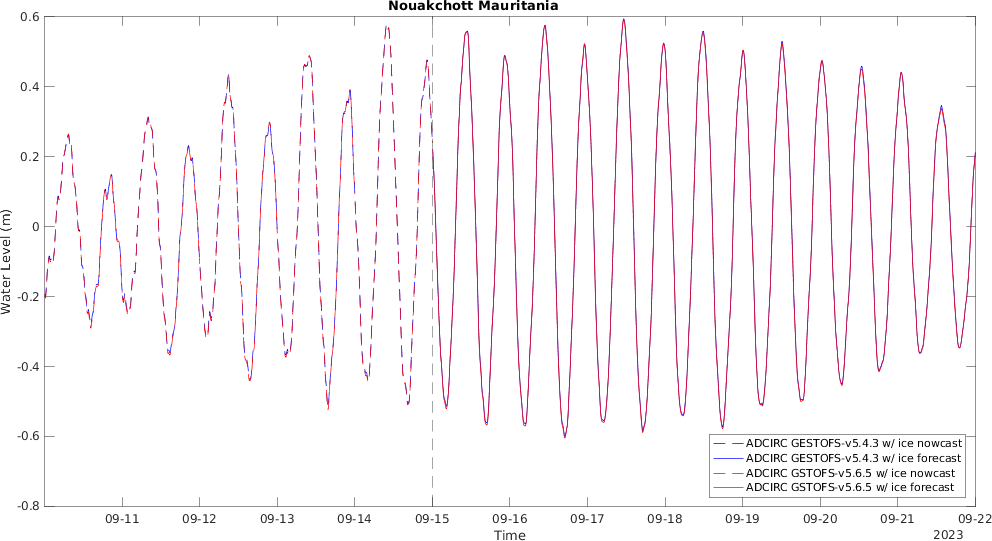 Nouakchott Mauritania
0.6
0.4
0.2
0
-0.2
-0.4
-0.6
-0.8
Water Level (m)
ADCIRC GESTOFS-v5.4.3 w/ ice nowcast
ADCIRC GESTOFS-v5.4.3 w/ ice forecast
ADCIRC GSTOFS-v5.6.5 w/ ice nowcast
ADCIRC GSTOFS-v5.6.5 w/ ice forecast
09-11 09-12 09-13 09-14 09-15 09-16 09-17 09-18 09-19 09-20 09-21 09-22
Time
2023